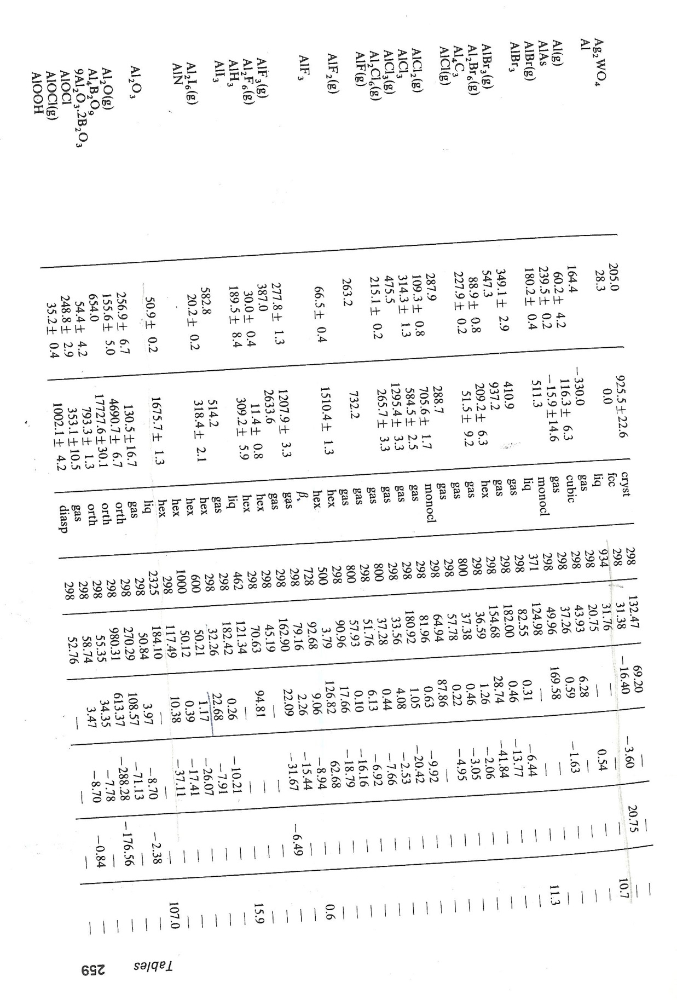 Tables 259
Ag₂WO₄ 205.0 925.5±22.6 cryst 298 132.47 69.20 — — —
Al 28.3 0.0 fcc 298 31.38 −16.40 −3.60 20.75 10.7
liq 934 31.76 — — — —
Al(g) 164.4 −330.0 gas 298 20.75 — 0.54 — —
AlAs 60.2± 4.2 116.3± 6.3 cubic 298 43.93 6.28 — — —
AlBr(g) 239.5± 0.2 −15.9±14.6 gas 298 37.26 0.59 −1.63 — —
AlBr₃ 180.2± 0.4 511.3 monocl 298 49.96 169.58 — — 11.3
liq 371 124.98 — — — —
AlBr₃(g) 349.1± 2.9 410.9 gas 298 82.55 0.31 −6.44 — —
Al₂Br₆(g) 547.3 937.2 gas 298 182.00 0.46 −13.77 — —
Al₄C₃ 88.9± 0.8 209.2± 6.3 hex 298 154.68 28.74 −41.84 — —
AlCl(g) 227.9± 0.2 51.5± 9.2 gas 298 36.59 1.26 −2.06 — —
gas 800 37.38 0.46 −3.05 — —
AlCl₂(g) 287.9 288.7 gas 298 57.78 0.22 −4.95 — —
AlCl₃ 109.3± 0.8 705.6± 1.7 monocl 298 64.94 87.86 — — —
AlCl₃(g) 314.3± 1.3 584.5± 2.5 gas 298 81.96 0.63 −9.92 — —
Al₂Cl₆(g) 475.5 1295.4± 3.3 gas 298 180.92 1.05 −20.42 — —
AlF(g) 215.1± 0.2 265.7± 3.3 gas 298 33.56 4.08 −2.53 — —
gas 800 37.28 0.44 −7.66 — —
AlF₂(g) 263.2 732.2 gas 298 51.76 6.13 −6.92 — —
gas 800 57.93 0.10 −16.16 — —
AlF₃ 66.5± 0.4 1510.4± 1.3 hex 298 90.96 17.66 −18.79 — —
hex 500 3.79 126.82 62.68 — 0.6
β 728 92.68 9.06 −8.94 — —
AlF₃(g) 277.8± 1.3 1207.9± 3.3 gas 298 79.16 2.26 −15.44 — —
Al₂F₆(g) 387.0 2633.6 gas 298 162.90 22.09 −31.67 −6.49 —
AlH₃ 30.0± 0.4 11.4± 0.8 hex 298 45.19 — — — —
AlI₃ 189.5± 8.4 309.2± 5.9 hex 298 70.63 94.81 — — 15.9
liq 462 121.34 — — — —
Al₂I₆(g) 582.8 514.2 gas 298 182.42 0.26 −10.21 — —
AlN 20.2± 0.2 318.4± 2.1 hex 298 32.26 22.68 −7.91 — —
hex 600 50.21 1.17 −26.07 — —
hex 1000 50.12 0.39 −17.41 — —
Al₂O₃ 50.9± 0.2 1675.7± 1.3 hex 298 117.49 10.38 −37.11 — 107.0
liq 2325 184.10 — — — —
Al₂O(g) 256.9± 6.7 130.5±16.7 gas 298 50.84 3.97 −8.70 −2.38 —
Al₄B₂O₉ 155.6± 5.0 4690.7± 6.7 orth 298 270.29 108.57 −71.13 — —
9Al₂O₃.2B₂O₃ 654.0 17727.6±30.1 orth 298 980.31 613.37 −288.28 −176.56 —
AlOCl 54.4± 4.2 793.3± 1.3 orth 298 55.35 34.35 −7.78 — —
AlOCl(g) 248.8± 2.9 353.1±10.5 gas 298 58.74 3.47 −8.70 −0.84 —
AlOOH 35.2± 0.4 1002.1± 4.2 diasp 298 52.76 — — — —